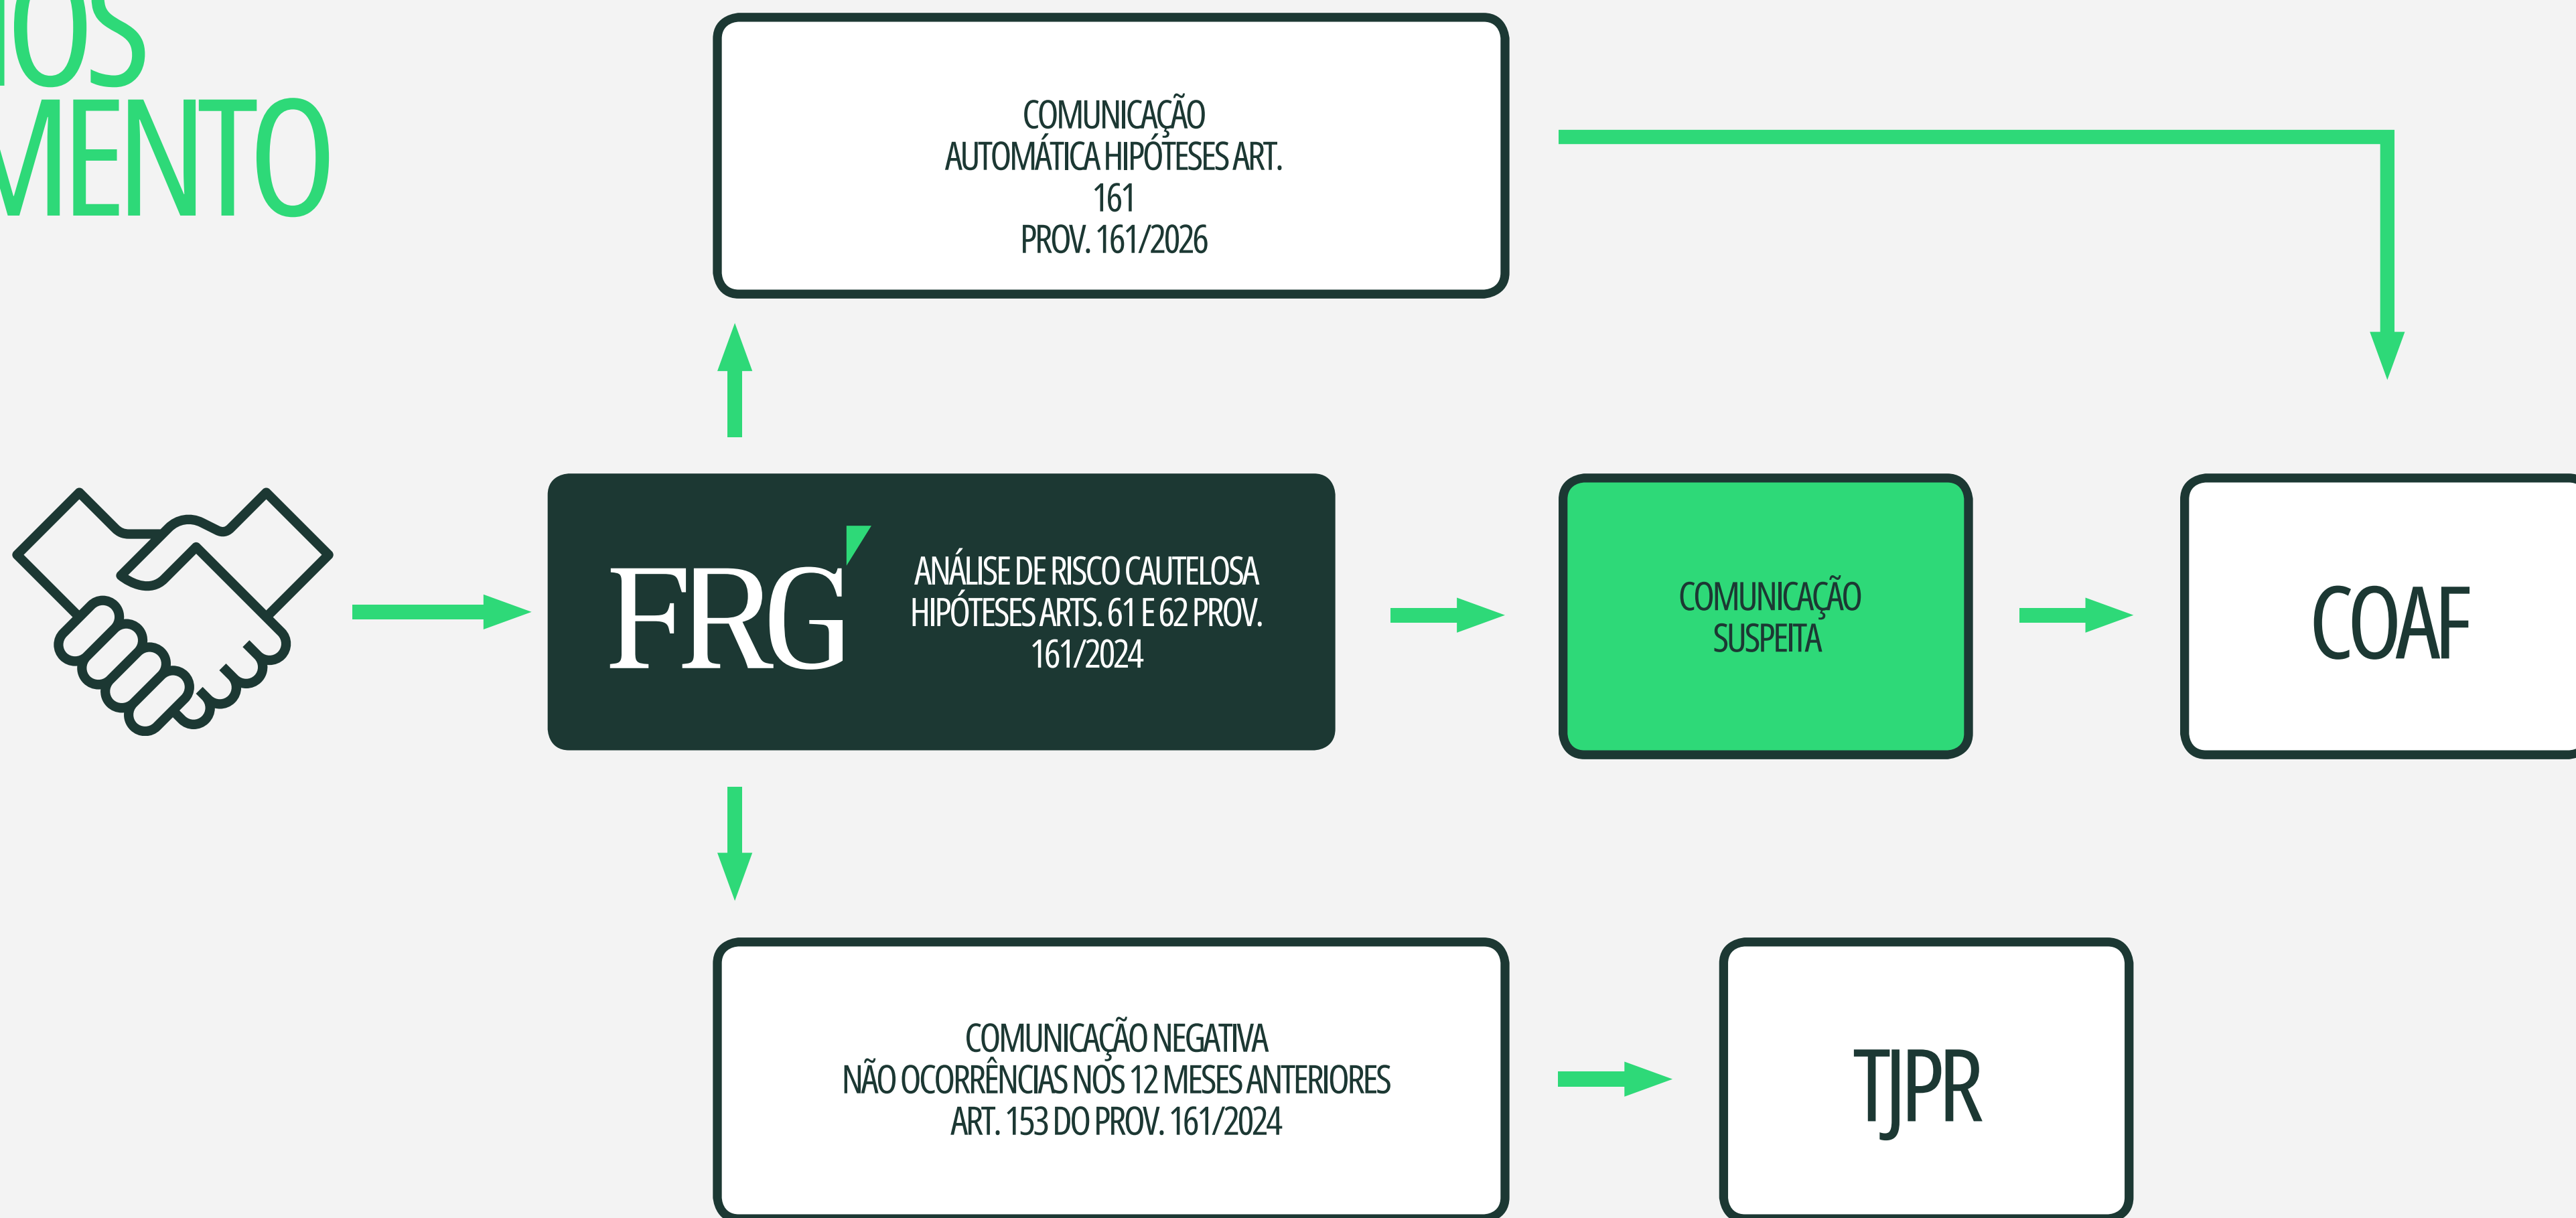 MENTO
COMUNICAÇÃO
AUTOMÁTICA HIPÓTESES ART.
161
PROV. 161/2026
FRG
ANÁLISE DE RISCO CAUTELOSA
HIPÓTESES ARTS. 61 E 62 PROV.
161/2024
COMUNICAÇÃO
SUSPEITA
COAF
COMUNICAÇÃO NEGATIVA
NÃO OCORRÊNCIAS NOS 12 MESES ANTERIORES
ART. 153 DO PROV. 161/2024
TJPR